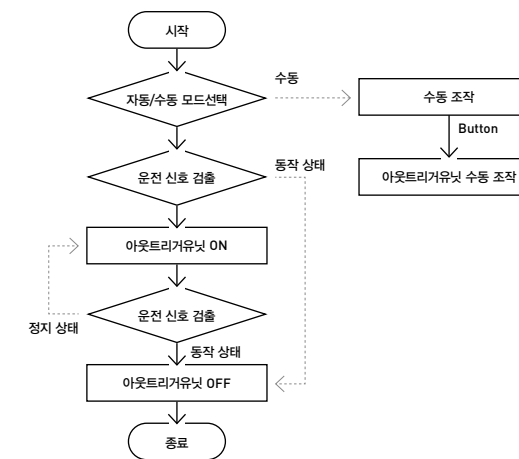 시작
자동/수동 모드선택
수동
수동 조작
Button
아웃트리거유닛 수동 조작
운전 신호 검출
동작 상태
아웃트리거유닛 ON
운전 신호 검출
정지 상태
동작 상태
아웃트리거유닛 OFF
종료